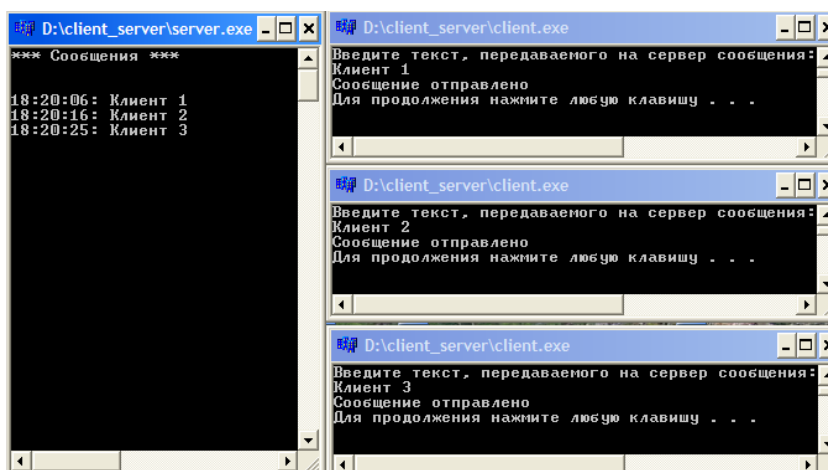 D:\client_server\server.exe
*** Сообщения ***
18:20:06: Клиент 1
18:20:16: Клиент 2
18:20:25: Клиент 3
D:\client_server\client.exe
Введите текст, передаваемого на сервер сообщения:
Клиент 1
Сообщение отправлено
Для продолжения нажмите любую клавишу . . .
D:\client_server\client.exe
Введите текст, передаваемого на сервер сообщения:
Клиент 2
Сообщение отправлено
Для продолжения нажмите любую клавишу . . .
D:\client_server\client.exe
Введите текст, передаваемого на сервер сообщения:
Клиент 3
Сообщение отправлено
Для продолжения нажмите любую клавишу . . .